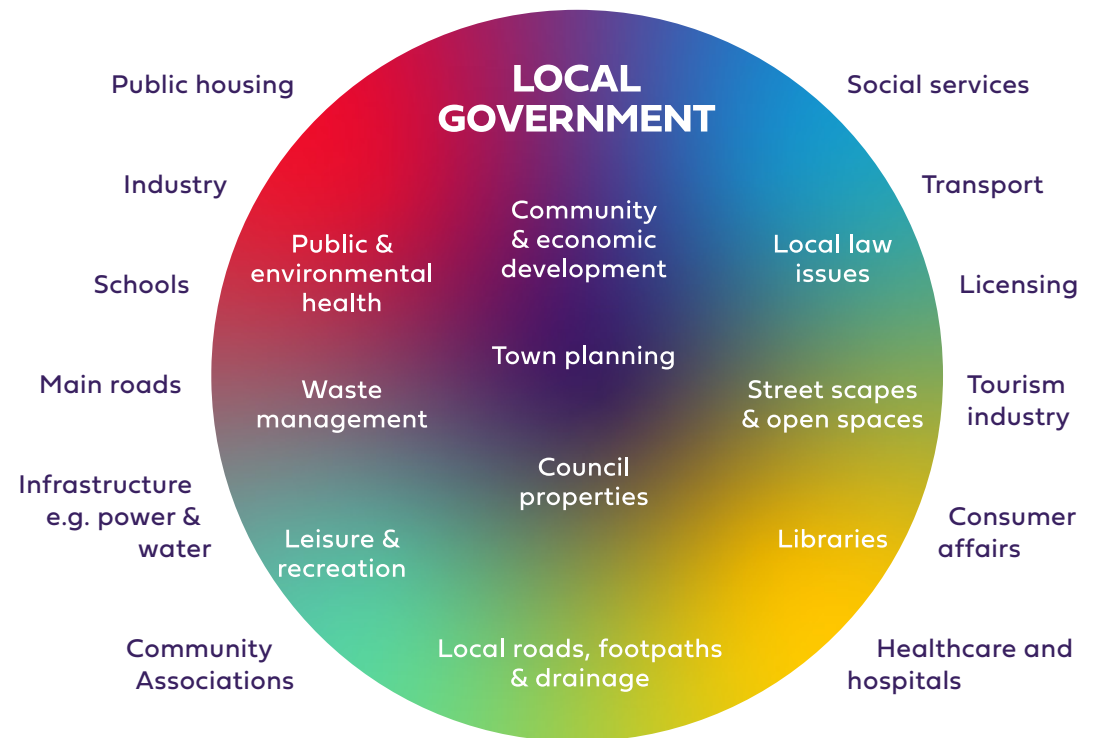 LOCAL
GOVERNMENT
Public housing
Industry
Schools
Main roads
Infrastructure
e.g. power &
water
Community
Associations
Public &
environmental
health
Waste
management
Leisure &
recreation
Community
& economic
development
Town planning
Council
properties
Local roads, footpaths
& drainage
Local law
issues
Street scapes
& open spaces
Libraries
Social services
Transport
Licensing
Tourism
industry
Consumer
affairs
Healthcare and
hospitals